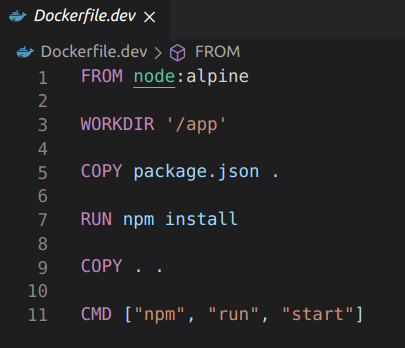 Dockerfile.dev ×
Dockerfile.dev > FROM
1 FROM node:alpine
2
3 WORKDIR '/app'
4
5 COPY package.json .
6
7 RUN npm install
8
9 COPY . .
10
11 CMD ["npm", "run", "start"]